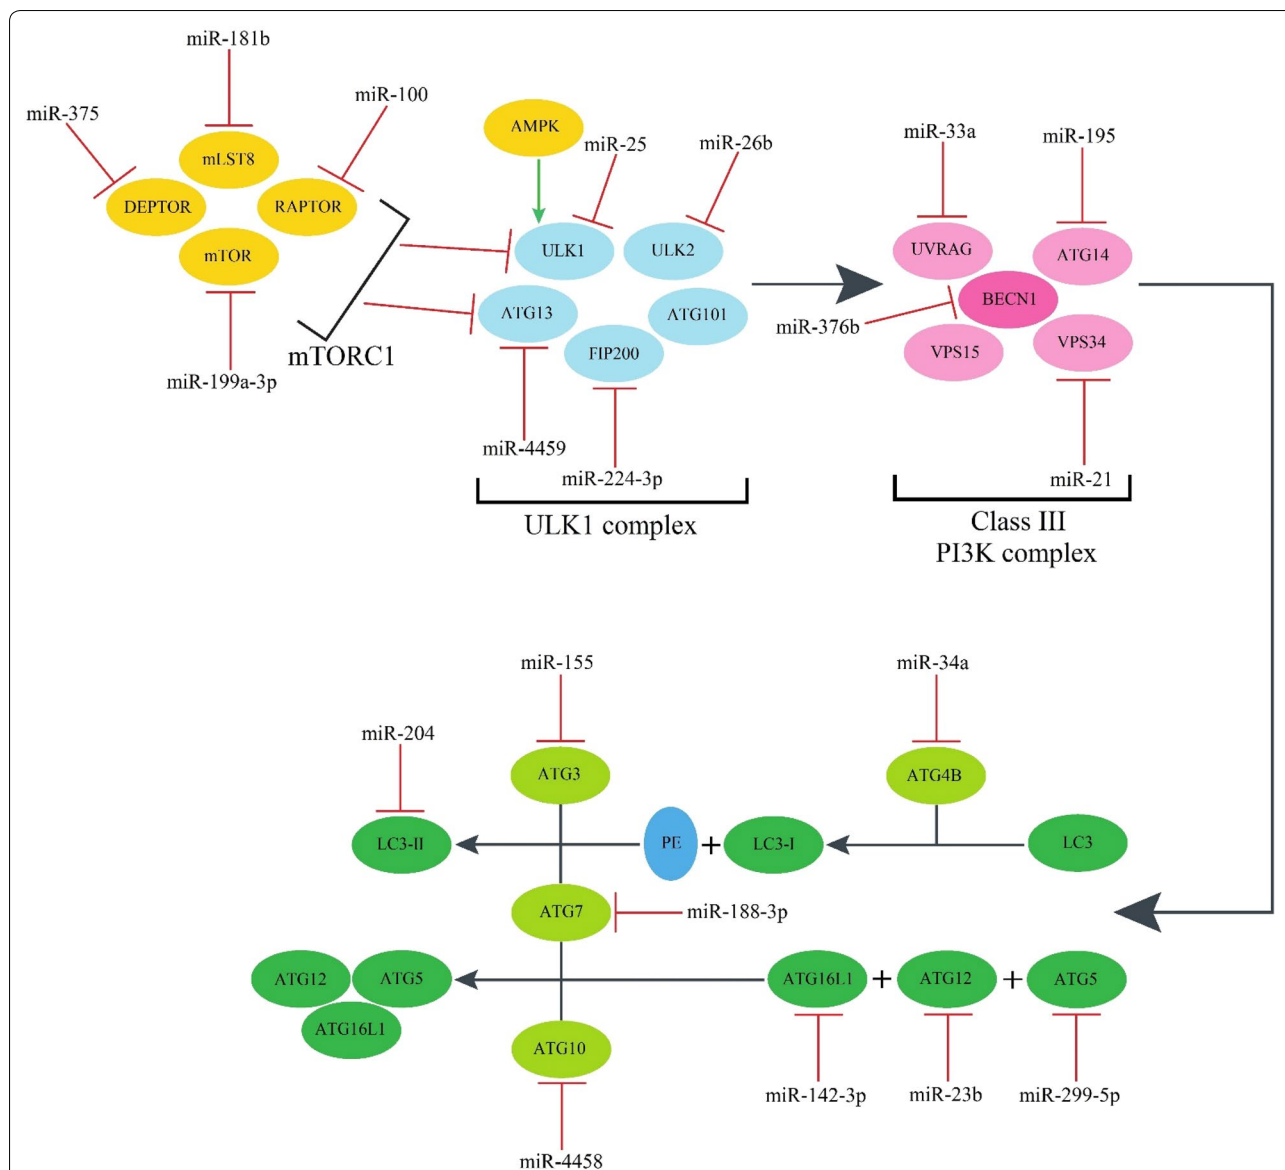 miR-181b
miR-375
miR-100
mLST8
DEPTOR
RAPTOR
mTOR
mTORC1
miR-199a-3p
AMPK
miR-25
miR-26b
ULK1
ULK2
ATG13
ATG101
FIP200
miR-4459
miR-224-3p
ULK1 complex
miR-33a
miR-195
UVRAG
ATG14
BECN1
miR-376b
VPS15
VPS34
miR-21
Class III
PI3K complex
miR-155
miR-34a
miR-204
ATG3
ATG4B
LC3-II
PE
+
LC3-I
LC3
ATG7
miR-188-3p
ATG12
ATG5
ATG16L1
ATG16L1
+
ATG12
+
ATG5
ATG10
miR-142-3p
miR-23b
miR-299-5p
miR-4458